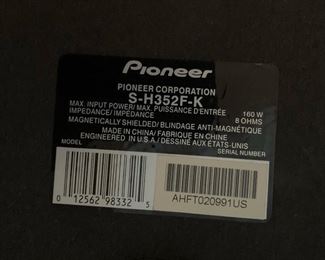 Pioneer
PIONEER CORPORATION
S-H352F-K
MAX. INPUT POWER/ MAX. PUISSANCE D'ENTRÉE 160 W
IMPEDANCE/ IMPÉDANCE 8 OHMS
MAGNETICALLY SHIELDED/ BLINDAGE ANTI-MAGNÉTIQUE
MADE IN CHINA/ FABRIQUÉ EN CHINE
ENGINEERED IN U.S.A./ DESSINE AUX ÉTATS-UNIS
MODEL SERIAL NUMBER
0 12562 98332 5
AHFT020991US